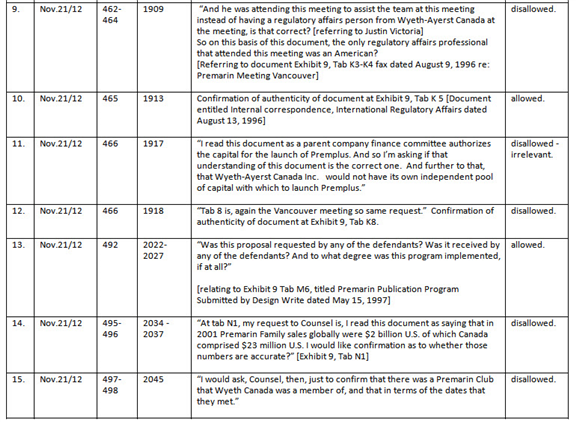 9. Nov.21/12 462- 1909 "And he was attending this meeting to assist the team at this meeting disallowed.
464 instead of having a regulatory affairs person from Wyeth-Ayerst Canada at
the meeting, is that correct? [referring to Justin Victoria]
So on this basis of this document, the only regulatory affairs professional
that attended this meeting was an American?
[Referring to document Exhibit 9, Tab K3-K4 fax dated August 9, 1996 re:
Premarin Meeting Vancouver]
10. Nov.21/12 465 1913 Confirmation of authenticity of document at Exhibit 9, Tab K 5 [Document allowed.
entitled Internal correspondence, International Regulatory Affairs dated
August 13, 1996]
11. Nov.21/12 466 1917 "I read this document as a parent company finance committee authorizes disallowed -
the capital for the launch of Premplus. And so I'm asking if that irrelevant.
understanding of this document is the correct one. And further to that,
that Wyeth-Ayerst Canada Inc. would not have its own independent pool
of capital with which to launch Premplus."
12. Nov.21/12 466 1918 "Tab 8 is, again the Vancouver meeting so same request." Confirmation of disallowed.
authenticity of document at Exhibit 9, Tab K8.
13. Nov.21/12 492 2022- "Was this proposal requested by any of the defendants? Was it received by allowed.
2027 any of the defendants? And to what degree was this program implemented,
if at all?"
[relating to Exhibit 9 Tab M6, titled Premarin Publication Program
Submitted by Design Write dated May 15, 1997]
14. Nov.21/12 495- 2034 - "At tab N1, my request to Counsel is, I read this document as saying that in disallowed.
496 2037 2001 Premarin Family sales globally were $2 billion U.S. of which Canada
comprised $23 million U.S. I would like confirmation as to whether those
numbers are accurate?" [Exhibit 9, Tab N1]
15. Nov.21/12 497- 2045 "I would ask, Counsel, then, just to confirm that there was a Premarin Club disallowed.
498 that Wyeth Canada was a member of, and that in terms of the dates that
they met."